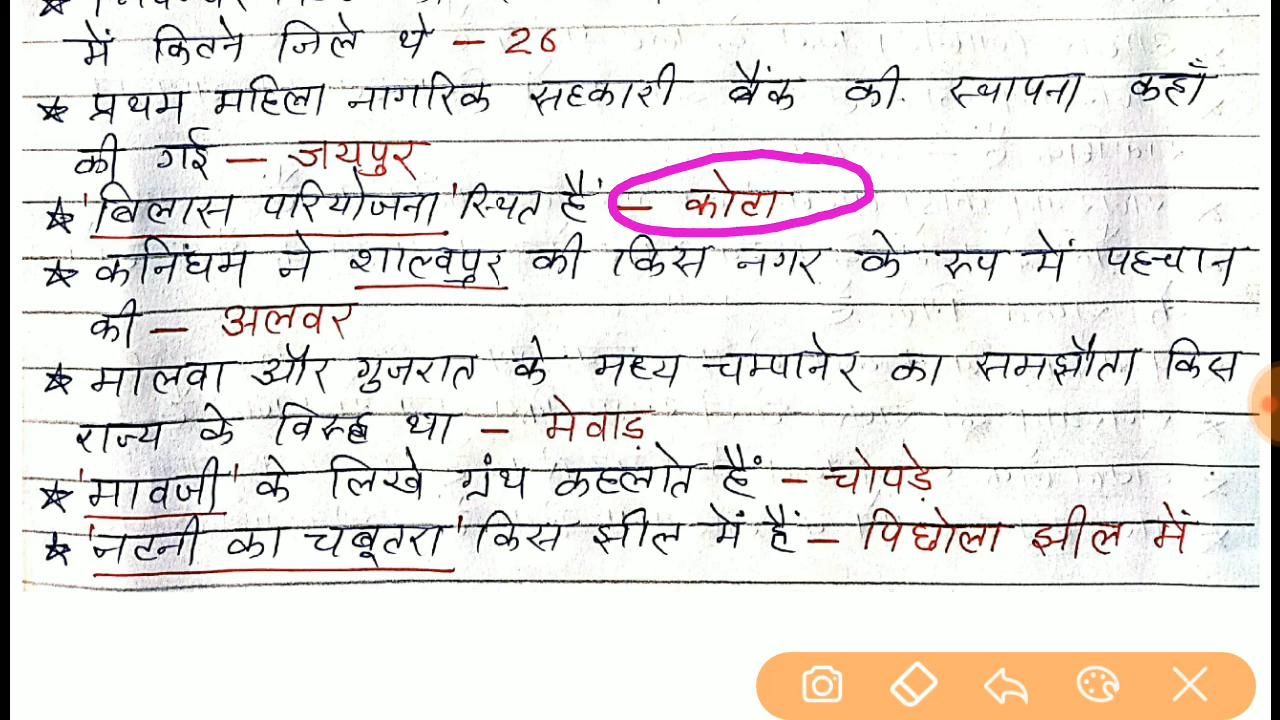 में कितने जिले थे - 26
★ प्रथम महिला नागरिक सहकारी बैंक की स्थापना कहाँ
की गई - जयपुर
★ 'बिलास परियोजना' स्थित है - कोटा
★ कनिंघम ने शाल्वपुर की किस नगर के रूप में पहचान
की - अलवर
★ मालवा और गुजरात के मध्य चम्पानेर का समझौता किस
राज्य के विरुद्ध था - मेवाड़
★ 'मावजी' के लिखे ग्रंथ कहलाते हैं - चोपड़े
★ 'नटनी का चबूतरा' किस झील में हैं - पिछोला झील में